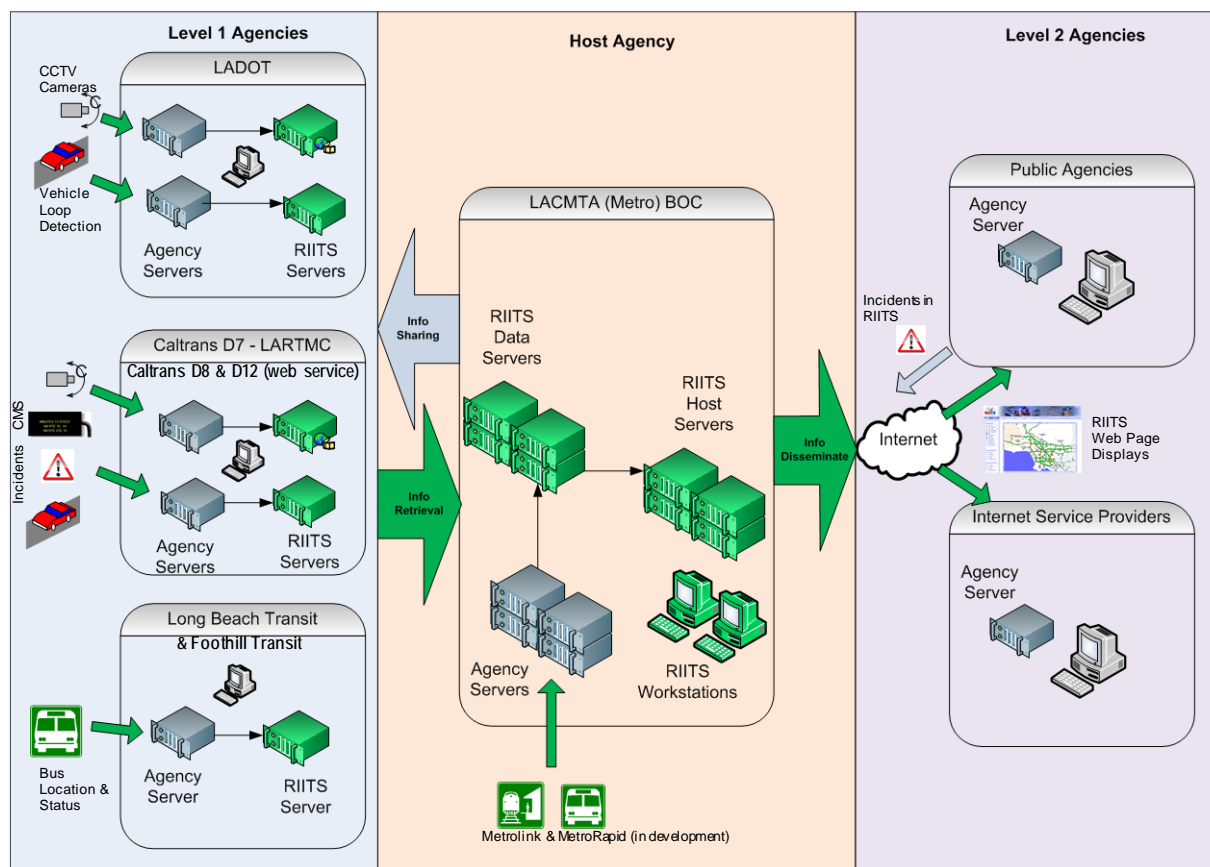 Level 1 Agencies
LADOT
CCTV
Cameras
Vehicle
Loop
Detection
Agency
Servers
RIITS
Servers
Caltrans D7 - LARTMC
Caltrans D8 & D12 (web service)
CMS
Incidents
Agency
Servers
RIITS
Servers
Long Beach Transit
& Foothill Transit
Bus
Location &
Status
Agency
Server
RIITS
Server
Host Agency
LACMTA (Metro) BOC
Info
Sharing
Info
Retrieval
RIITS
Data
Servers
RIITS
Host
Servers
Agency
Servers
RIITS
Workstations
Metrolink & MetroRapid (in development)
Info
Disseminate
Level 2 Agencies
Public Agencies
Agency
Server
Incidents in
RIITS
Internet
RIITS
Web Page
Displays
Internet Service Providers
Agency
Server